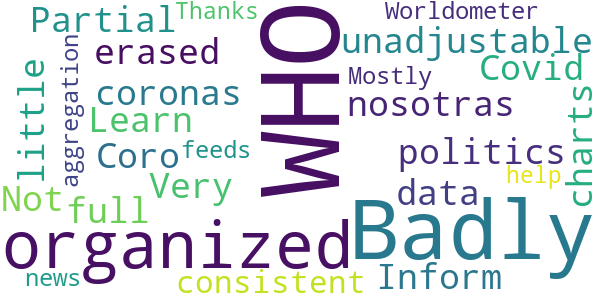 Partial
Thanks
WHO
Worldometer
erased
unadjustable
little
aggregation
coronas
Mostly
Covid
Learn
nosotras
charts
Coro
feeds
politics
Not
full
Very
data
help
organized
Badly
news
consistent
Inform